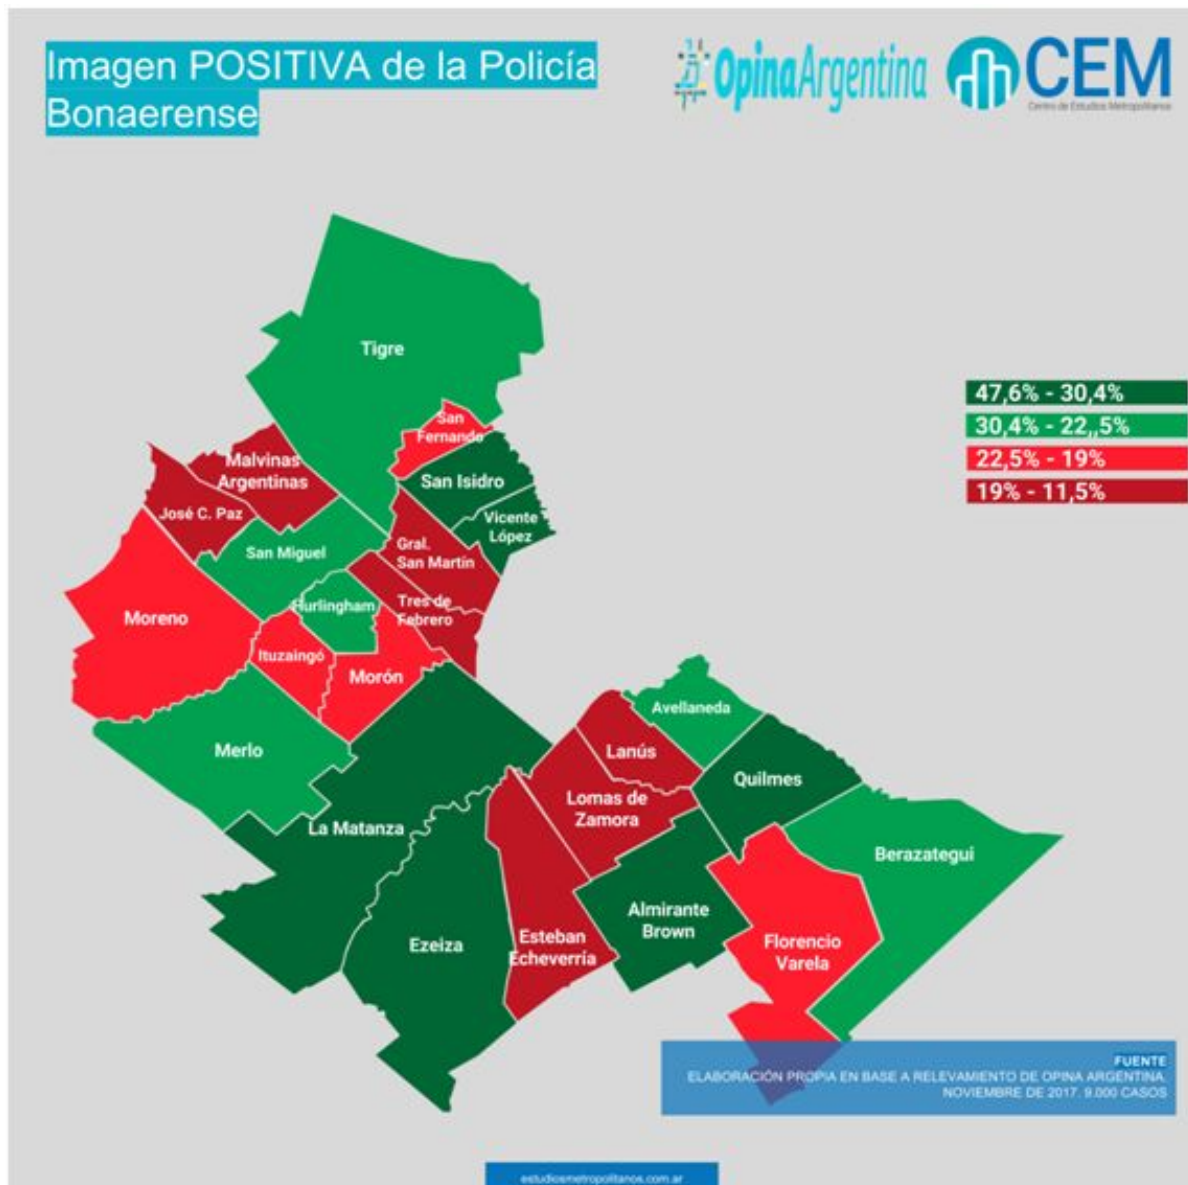 Imagen POSITIVA de la Policía
Bonaerense
#OpinaArgentina
CEM
Centro de Estudios Metropolitanos
Tigre
San
Fernando
Malvinas
Argentinas
San Isidro
José C. Paz
Vicente
López
San Miguel
Gral.
San Martín
Hurlingham
Tres de
Febrero
Moreno
Ituzaingó
Morón
Merlo
Avellaneda
Lanús
Quilmes
Lomas de
Zamora
La Matanza
Berazategui
Almirante
Brown
Ezeiza
Esteban
Echeverría
Florencio
Varela
47,6% - 30,4%
30,4% - 22,,5%
22,5% - 19%
19% - 11,5%
FUENTE
ELABORACIÓN PROPIA EN BASE A RELEVAMIENTO DE OPINA ARGENTINA.
NOVIEMBRE DE 2017. 9.000 CASOS
estudiosmetropolitanos.com.ar